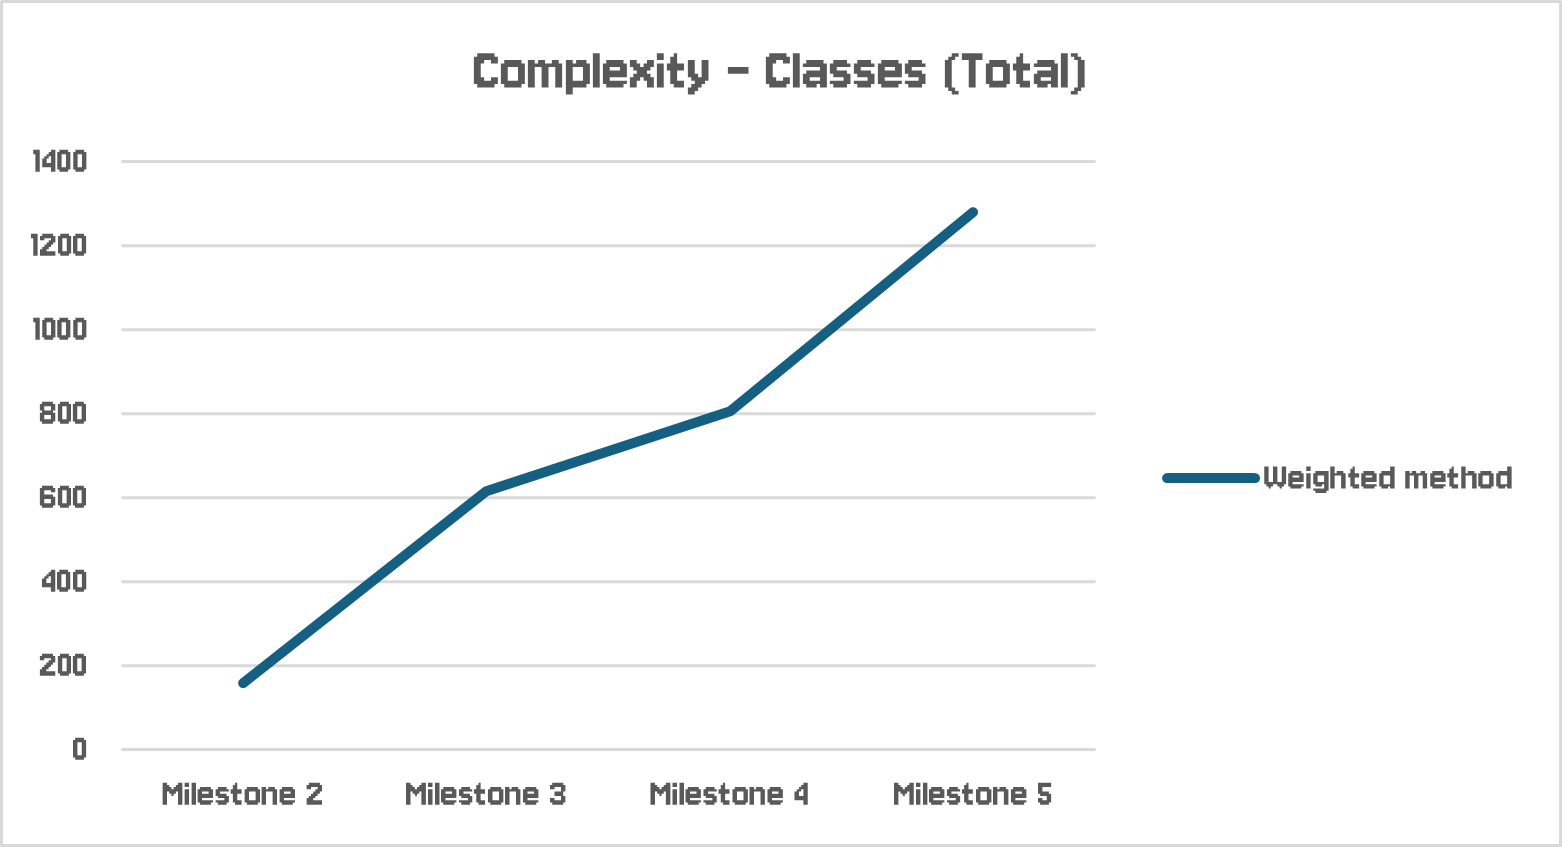 Complexity - Classes (Total)
1400
1200
1000
800
600
400
200
0
Milestone 2
Milestone 3
Milestone 4
Milestone 5
Weighted method